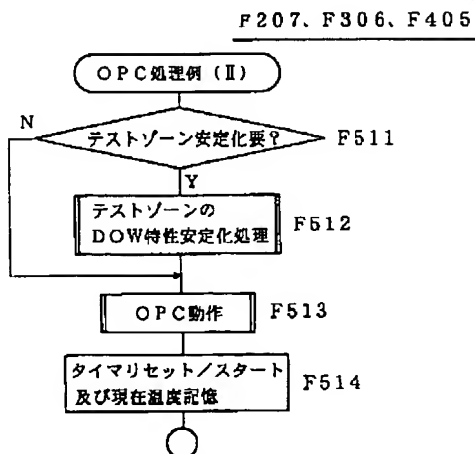 F207、F306、F405
OPC処理例(Ⅱ)
N
テストゾーン安定化要?
F511
Y
テストゾーンの
DOW特性安定化処理
F512
OPC動作
F513
タイマリセット/スタート
及び現在温度記憶
F514